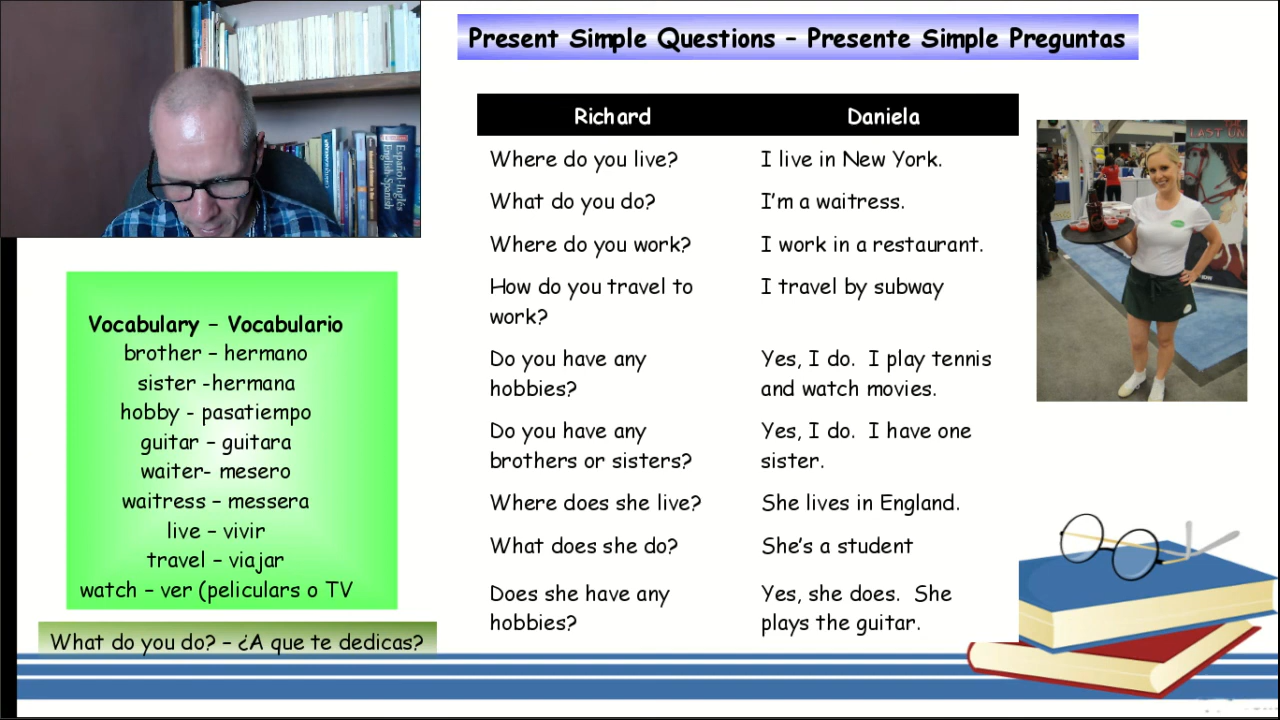 Present Simple Questions – Presente Simple Preguntas
Richard Daniela
Where do you live? I live in New York.
What do you do? I'm a waitress.
Where do you work? I work in a restaurant.
How do you travel to I travel by subway
work?
Do you have any Yes, I do. I play tennis
hobbies? and watch movies.
Do you have any Yes, I do. I have one
brothers or sisters? sister.
Where does she live? She lives in England.
What does she do? She's a student
Does she have any Yes, she does. She
hobbies? plays the guitar.
Vocabulary – Vocabulario
brother – hermano
sister -hermana
hobby - pasatiempo
guitar – guitara
waiter- mesero
waitress – messera
live – vivir
travel – viajar
watch – ver (peliculars o TV
What do you do? – ¿A que te dedicas?
Español-Inglés
English-Spanish
LAST UN